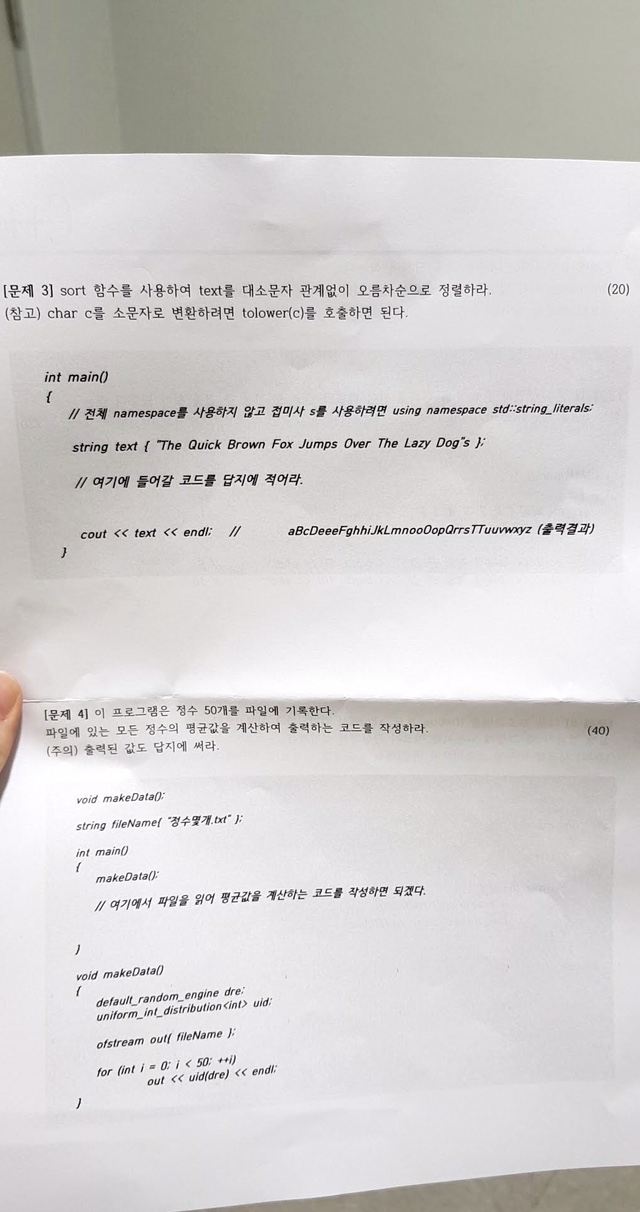 [문제 3] sort 함수를 사용하여 text를 대소문자 관계없이 오름차순으로 정렬하라. (20)
(참고) char c를 소문자로 변환하려면 tolower(c)를 호출하면 된다.
int main()
{
// 전체 namespace를 사용하지 않고 접미사 s를 사용하려면 using namespace std::string_literals;
string text { "The Quick Brown Fox Jumps Over The Lazy Dog"s };
// 여기에 들어갈 코드를 답지에 적어라.
cout << text << endl; // aBcDeeeFghhiJkLmnooOopQrrsTTuuvwxyz (출력결과)
}
[문제 4] 이 프로그램은 정수 50개를 파일에 기록한다.
파일에 있는 모든 정수의 평균값을 계산하여 출력하는 코드를 작성하라. (40)
(주의) 출력된 값도 답지에 써라.
void makeData();
string fileName{ "정수몇개.txt" };
int main()
{
makeData();
// 여기에서 파일을 읽어 평균값을 계산하는 코드를 작성하면 되겠다.
}
void makeData()
{
default_random_engine dre;
uniform_int_distribution<int> uid;
ofstream out{ fileName };
for (int i = 0; i < 50; ++i)
out << uid(dre) << endl;
}